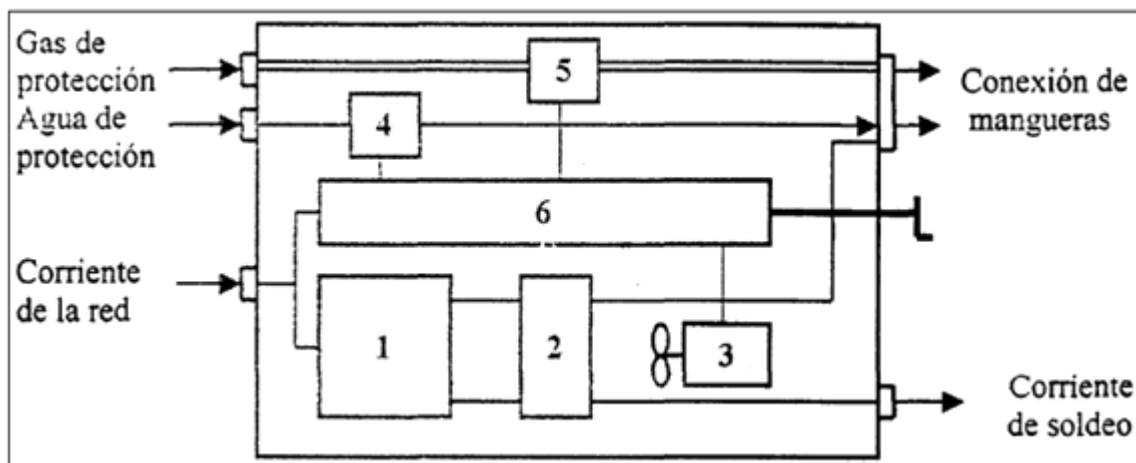 Gas de
protección
Agua de
protección
Corriente
de la red
5
4
6
1
2
3
Conexión de
mangueras
Corriente
de soldeo